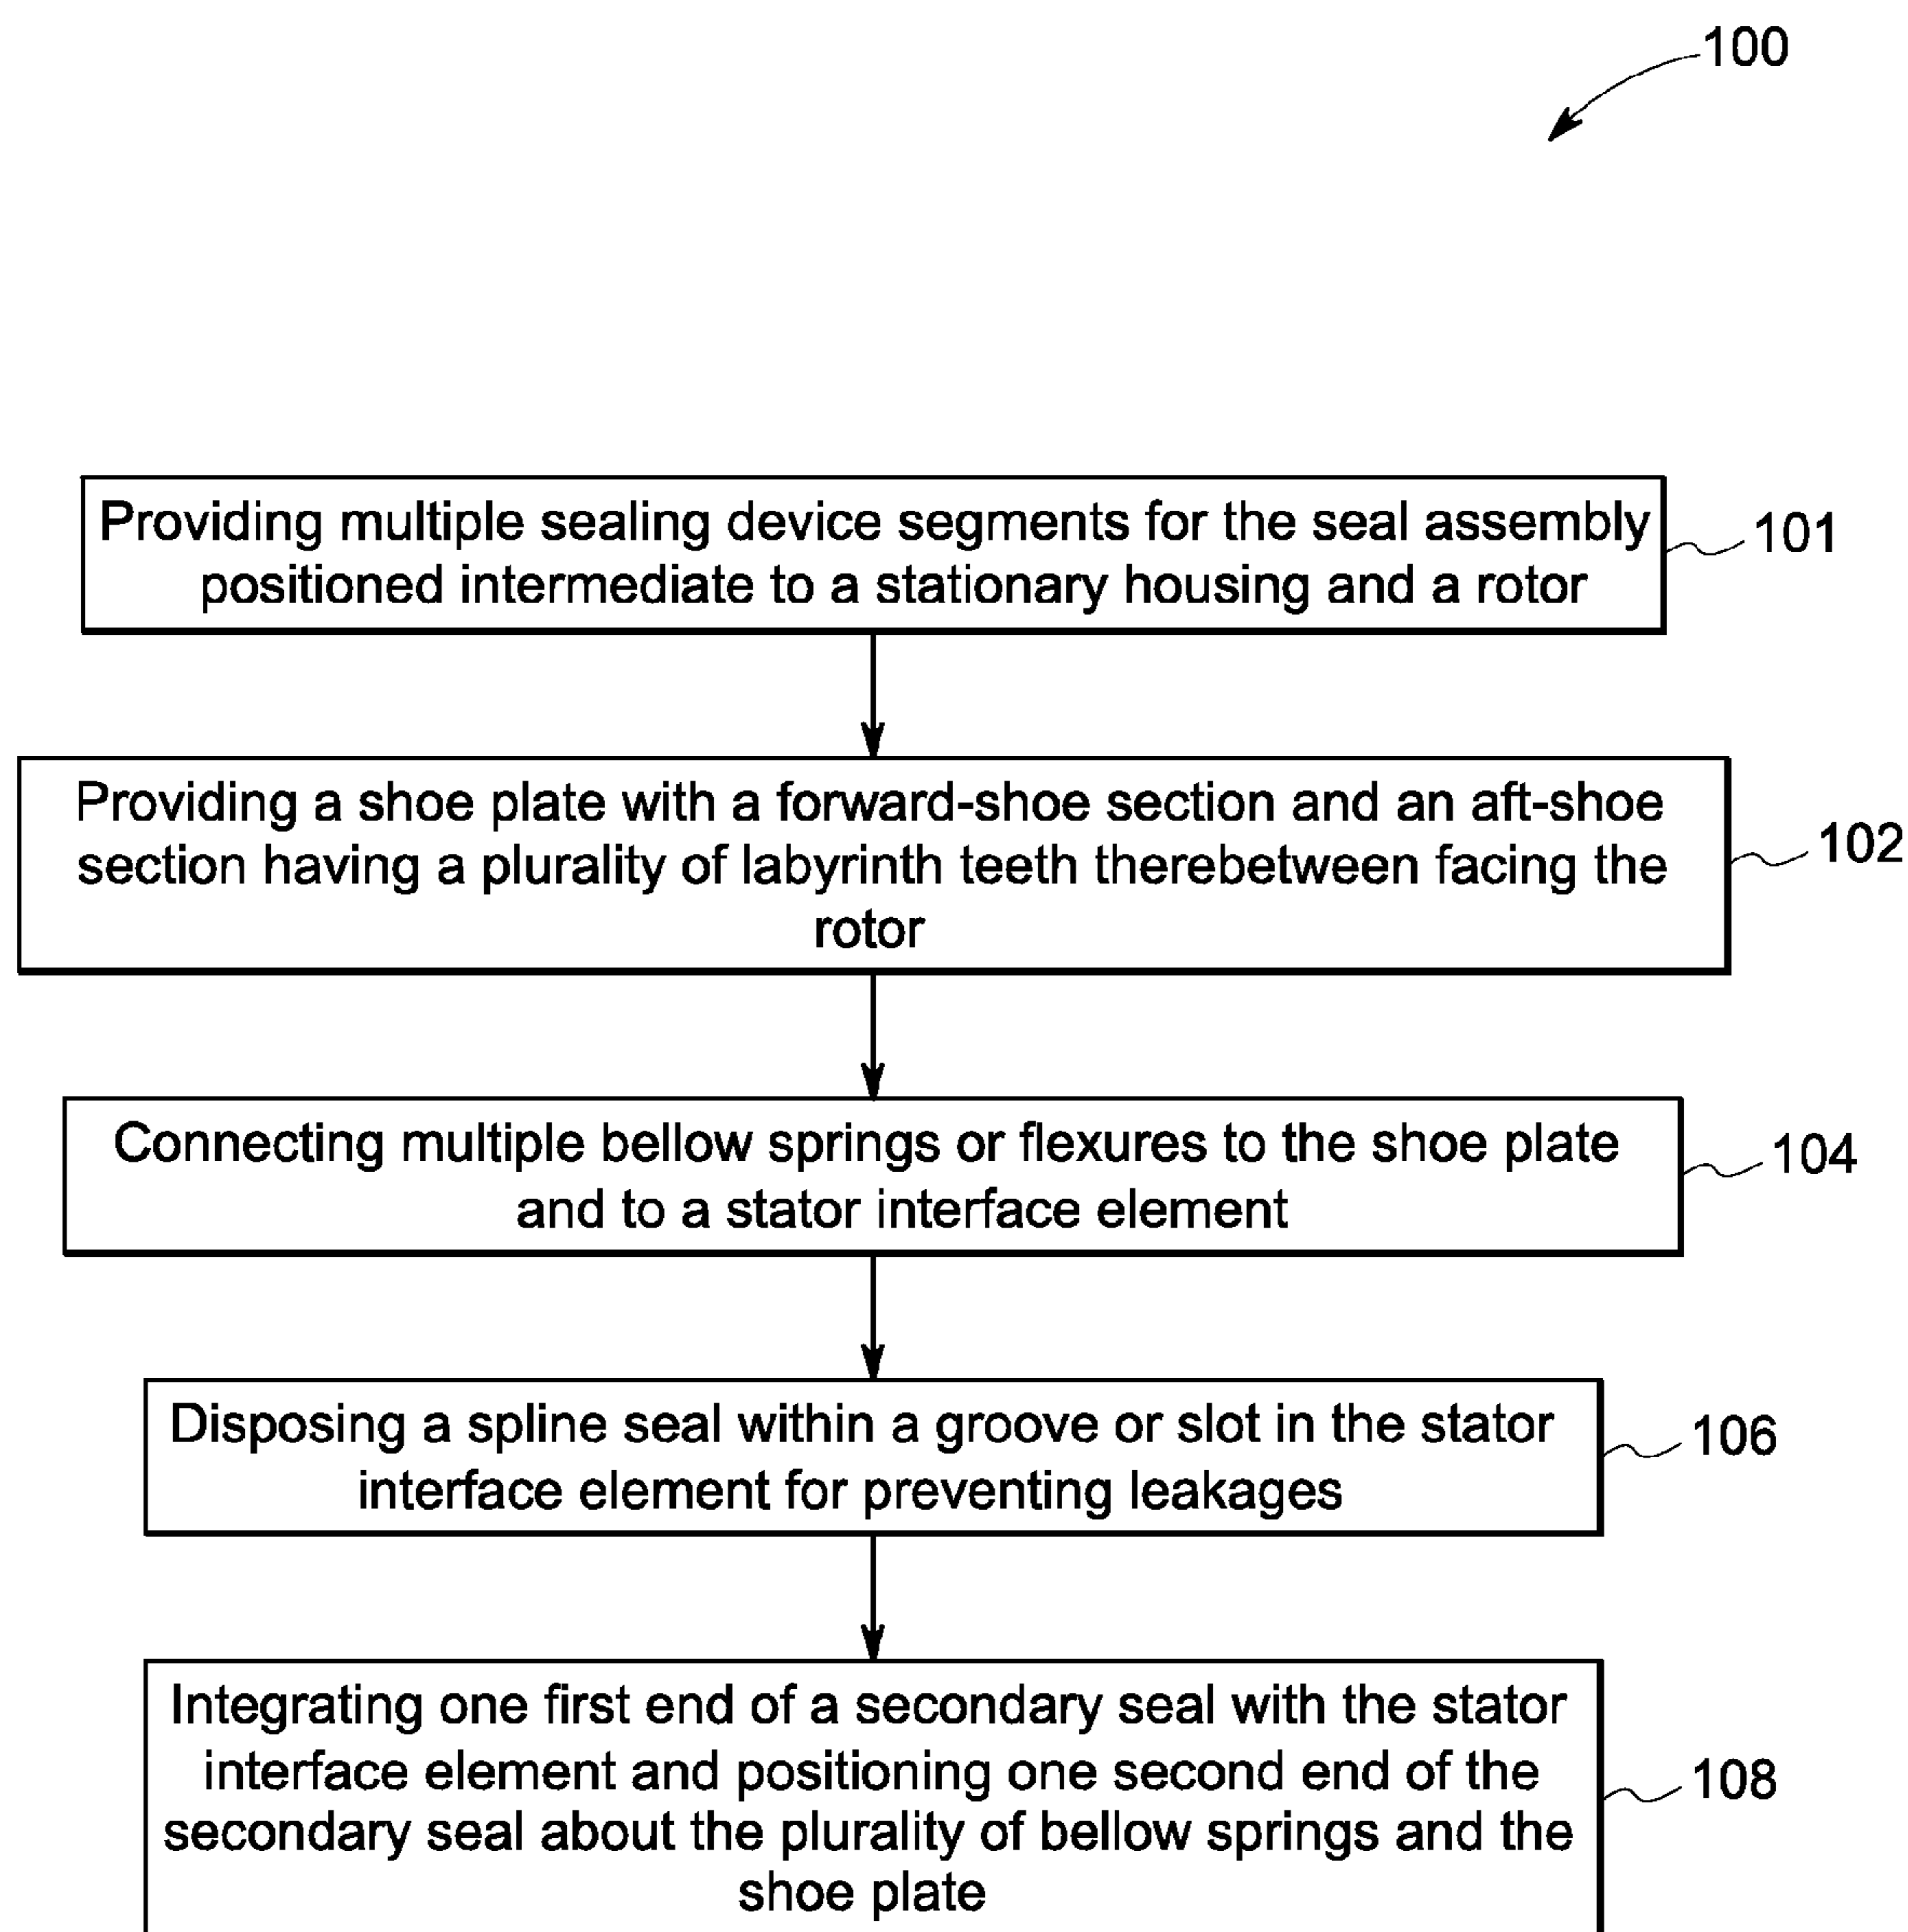 100
Providing multiple sealing device segments for the seal assembly
positioned intermediate to a stationary housing and a rotor
101
Providing a shoe plate with a forward-shoe section and an aft-shoe
section having a plurality of labyrinth teeth therebetween facing the
rotor
102
Connecting multiple bellow springs or flexures to the shoe plate
and to a stator interface element
104
Disposing a spline seal within a groove or slot in the stator
interface element for preventing leakages
106
Integrating one first end of a secondary seal with the stator
interface element and positioning one second end of the
secondary seal about the plurality of bellow springs and the
shoe plate
108